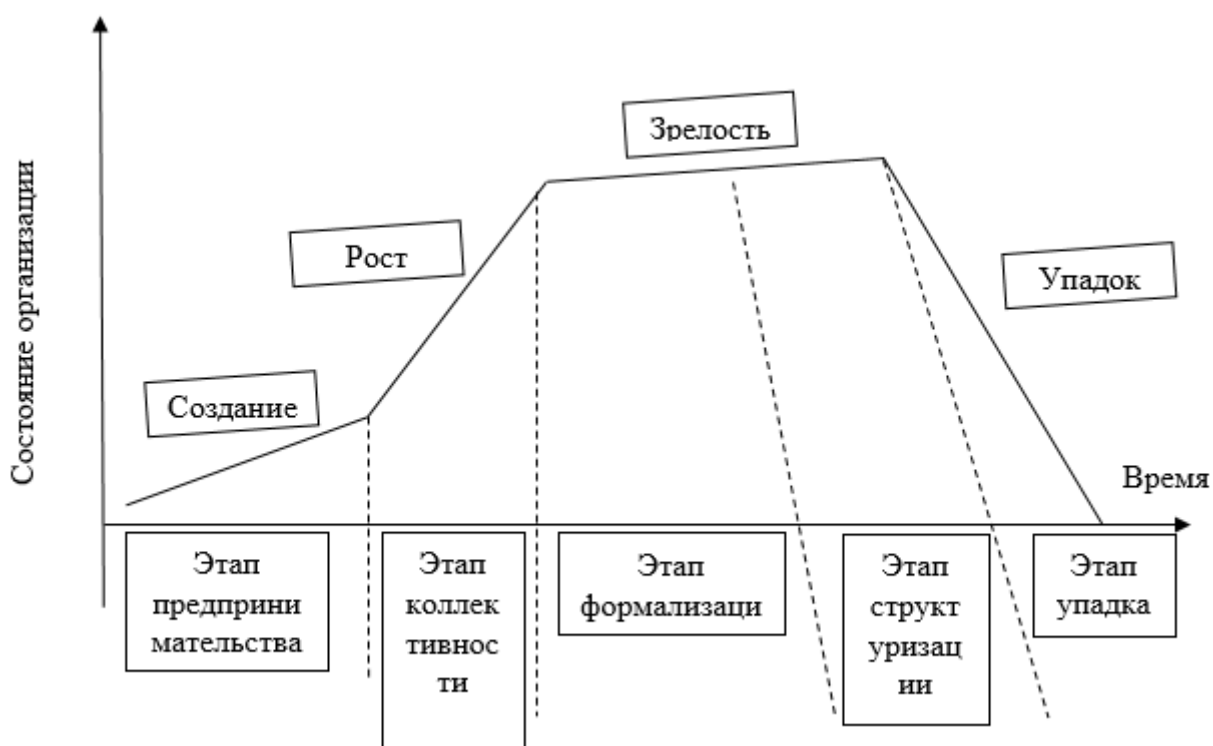 Состояние организации
Зрелость
Рост
Упадок
Создание
Время
Этап
предприни
мательства
Этап
коллек
тивнос
ти
Этап
формализаци
Этап
структ
уризац
ии
Этап
упадка